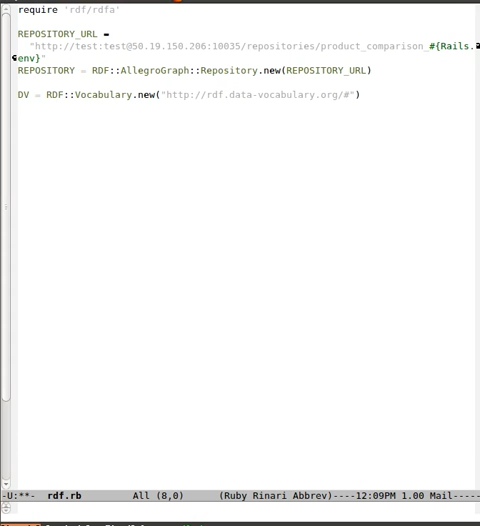 require 'rdf/rdfa'
REPOSITORY_URL =
"http://test:test@50.19.150.206:10035/repositories/product_comparison_#{Rails.
env}"
REPOSITORY = RDF::AllegroGraph::Repository.new(REPOSITORY_URL)
DV = RDF::Vocabulary.new("http://rdf.data-vocabulary.org/#")
-U:**-  rdf.rb         All (8,0)      (Ruby Rinari Abbrev)----12:09PM 1.00 Mail-----